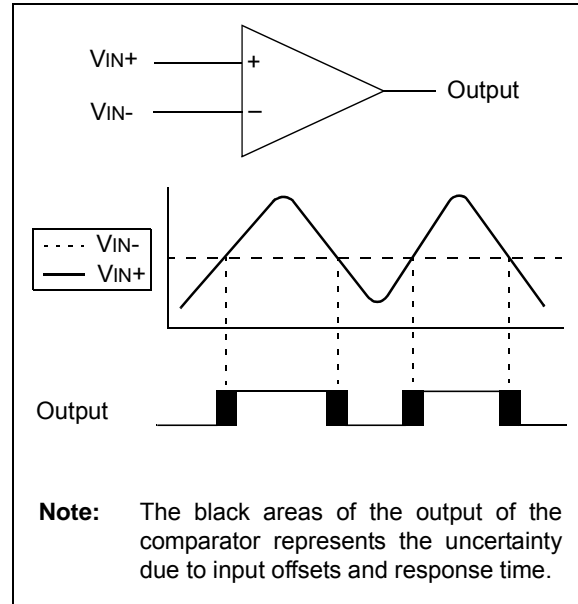 VIN+
+
Output
VIN-
–
VIN-
VIN+
Output
Note: The black areas of the output of the
comparator represents the uncertainty
due to input offsets and response time.